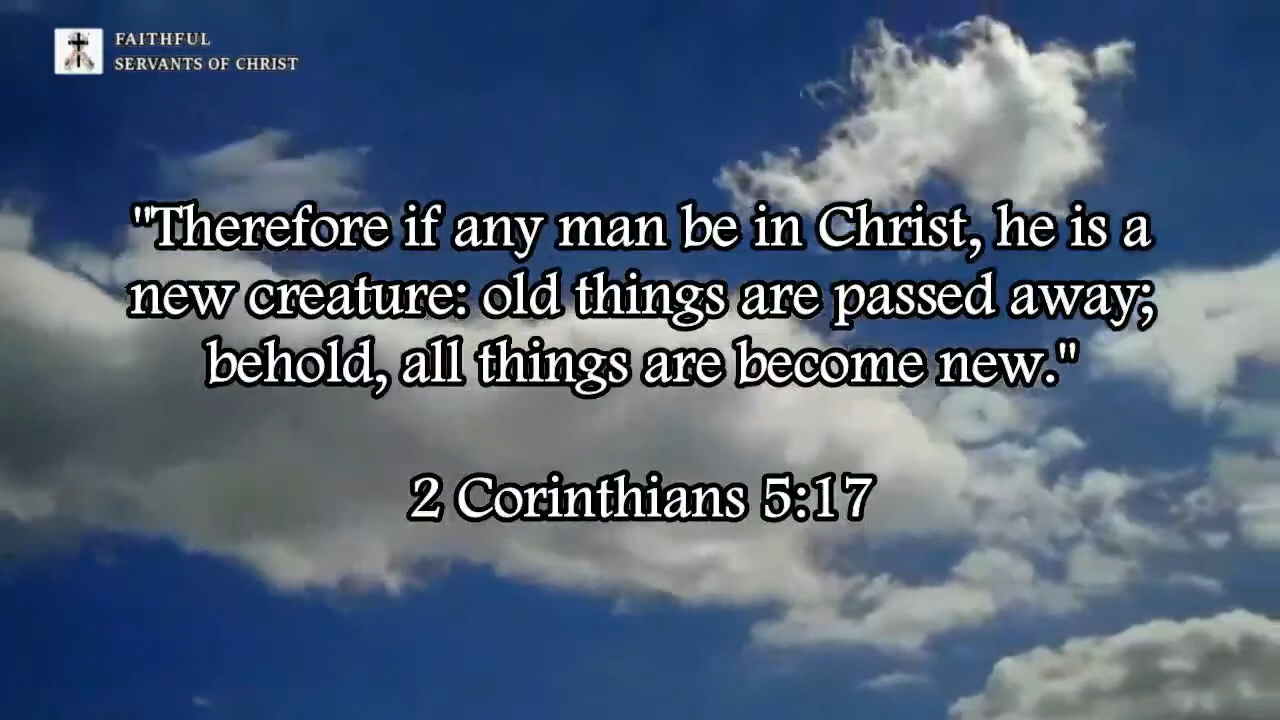 FAITHFUL
SERVANTS OF CHRIST
"Therefore if any man be in Christ, he is a
new creature: old things are passed away;
behold, all things are become new."
2 Corinthians 5:17